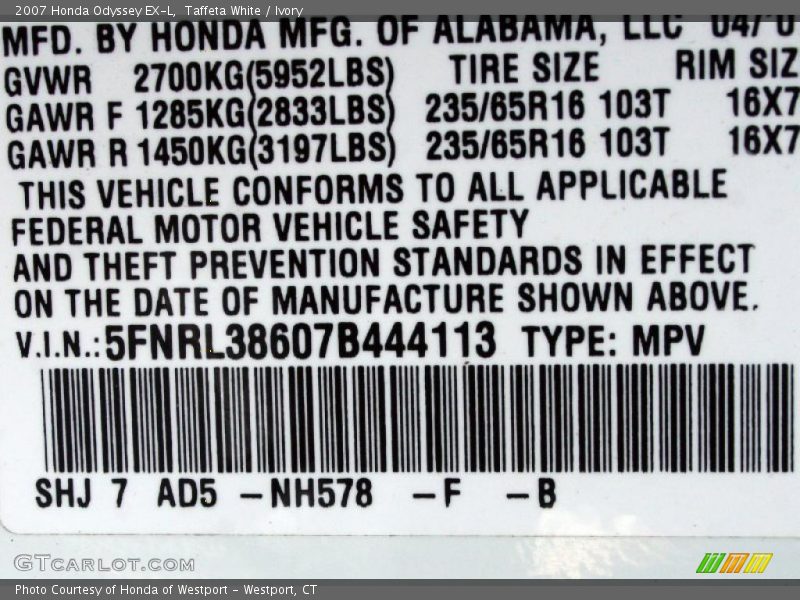 2007 Honda Odyssey EX-L, Taffeta White / Ivory
MFD. BY HONDA MFG. OF ALABAMA, LLC 04/0
GVWR 2700KG(5952LBS) TIRE SIZE RIM SIZ
GAWR F 1285KG(2833LBS) 235/65R16 103T 16X7
GAWR R 1450KG(3197LBS) 235/65R16 103T 16X7
THIS VEHICLE CONFORMS TO ALL APPLICABLE
FEDERAL MOTOR VEHICLE SAFETY
AND THEFT PREVENTION STANDARDS IN EFFECT
ON THE DATE OF MANUFACTURE SHOWN ABOVE.
V.I.N.:5FNRL38607B444113 TYPE: MPV
SHJ 7 AD5 -NH578 -F -B
GTCARLOT.COM
Photo Courtesy of Honda of Westport - Westport, CT